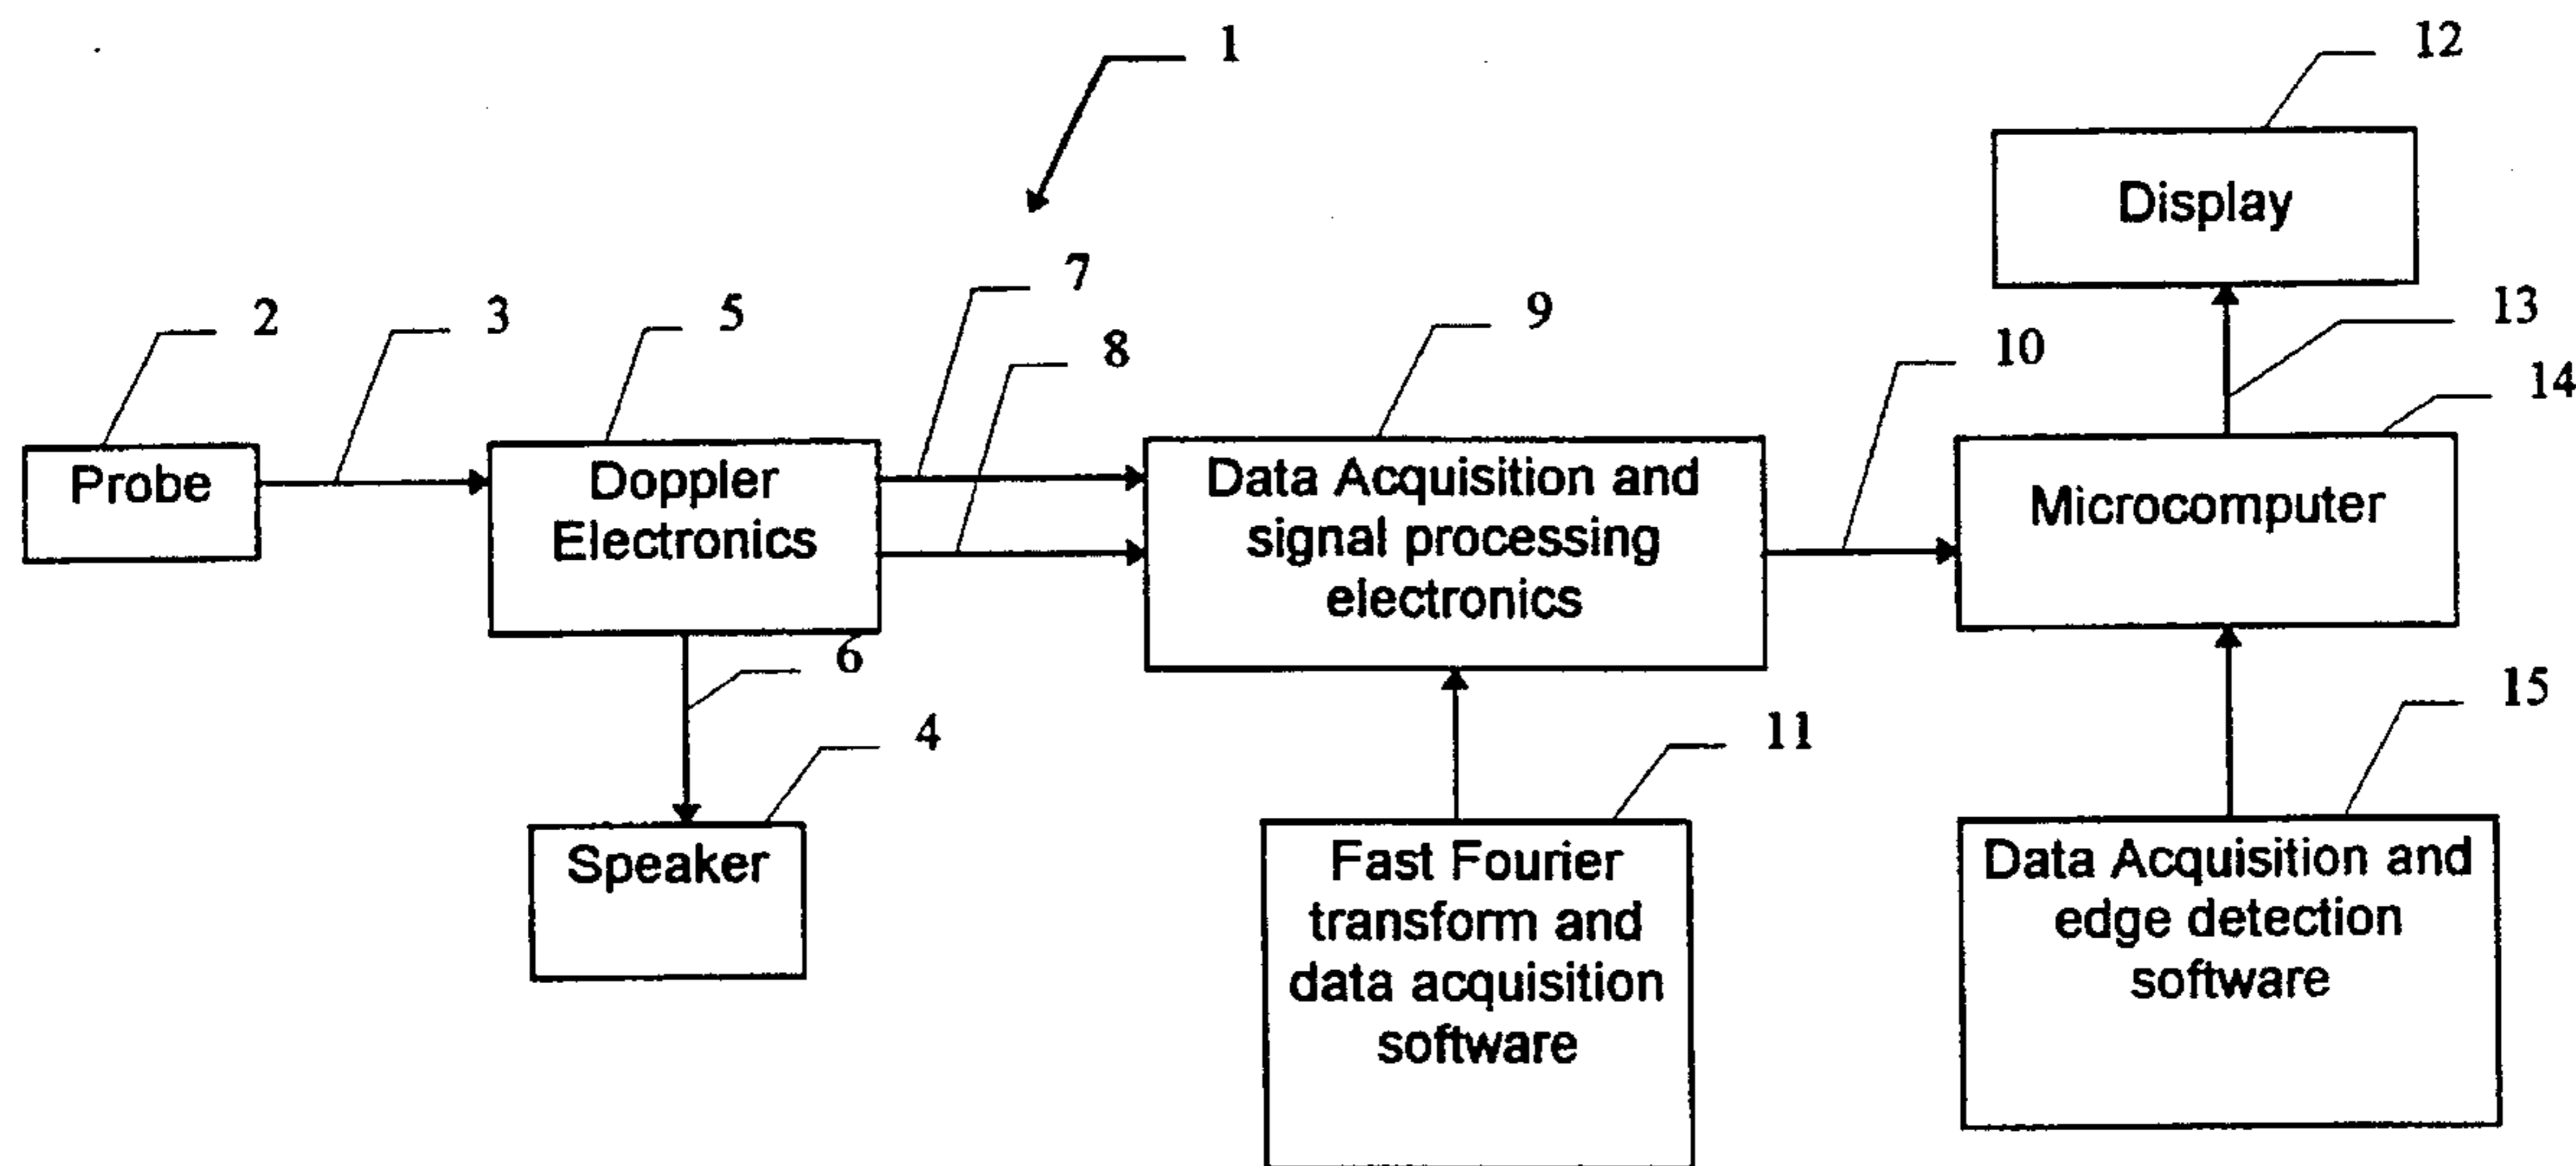 1
12
Display
7
13
2
3
5
8
9
10
14
Probe
Doppler
Electronics
Data Acquisition and
signal processing
electronics
Microcomputer
6
4
11
15
Speaker
Fast Fourier
transform and
data acquisition
software
Data Acquisition and
edge detection
software